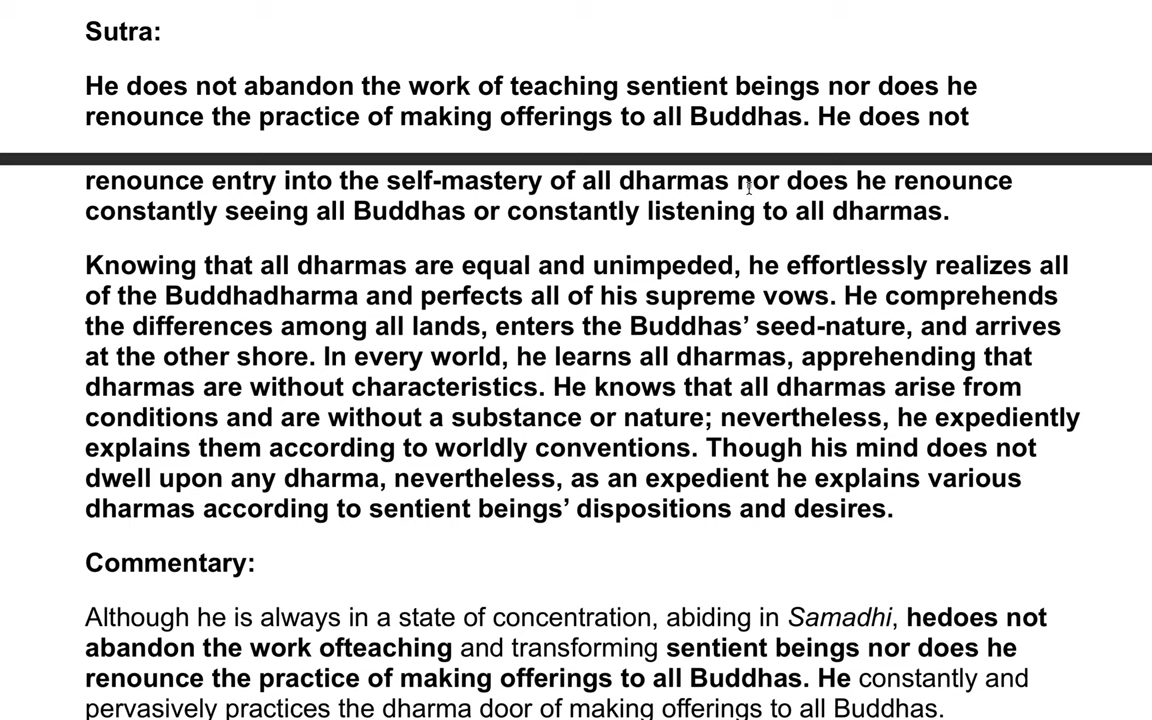 Sutra:
He does not abandon the work of teaching sentient beings nor does he
renounce the practice of making offerings to all Buddhas. He does not
renounce entry into the self-mastery of all dharmas nor does he renounce
constantly seeing all Buddhas or constantly listening to all dharmas.
Knowing that all dharmas are equal and unimpeded, he effortlessly realizes all
of the Buddhadharma and perfects all of his supreme vows. He comprehends
the differences among all lands, enters the Buddhas’ seed-nature, and arrives
at the other shore. In every world, he learns all dharmas, apprehending that
dharmas are without characteristics. He knows that all dharmas arise from
conditions and are without a substance or nature; nevertheless, he expediently
explains them according to worldly conventions. Though his mind does not
dwell upon any dharma, nevertheless, as an expedient he explains various
dharmas according to sentient beings’ dispositions and desires.
Commentary:
Although he is always in a state of concentration, abiding in Samadhi, hedoes not
abandon the work ofteaching and transforming sentient beings nor does he
renounce the practice of making offerings to all Buddhas. He constantly and
pervasively practices the dharma door of making offerings to all Buddhas.